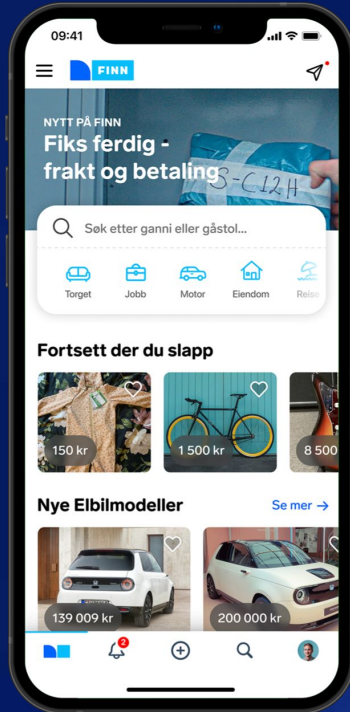 09:41
FINN
NYTT PÅ FINN
Fiks ferdig -
frakt og betaling
S-C12H
Søk etter ganni eller gåstol...
Torget Jobb Motor Eiendom Reise
Fortsett der du slapp
150 kr 1 500 kr 8 500
Nye Elbilmodeller Se mer →
139 009 kr 200 000 kr
2